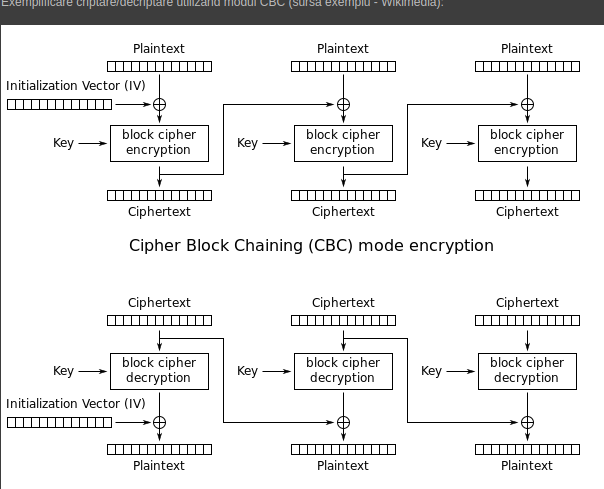 Exemplificare criptare/decriptare utilizând modul CBC (sursă exemplu - Wikimedia):
Plaintext Plaintext Plaintext
Initialization Vector (IV)
Key block cipher encryption Key block cipher encryption Key block cipher encryption
Ciphertext Ciphertext Ciphertext
Cipher Block Chaining (CBC) mode encryption
Ciphertext Ciphertext Ciphertext
Key block cipher decryption Key block cipher decryption Key block cipher decryption
Initialization Vector (IV)
Plaintext Plaintext Plaintext